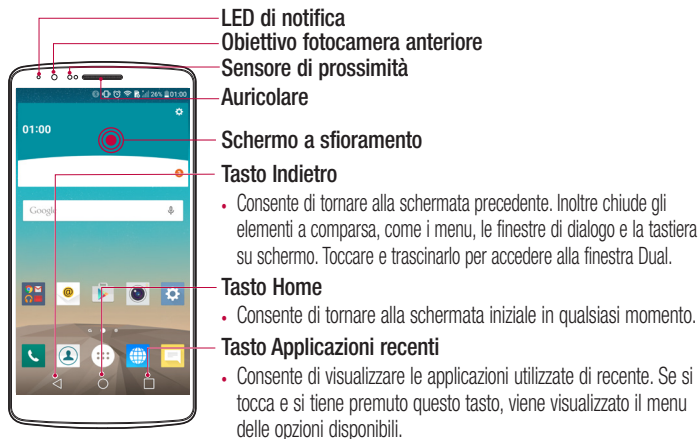 LED di notifica
Obiettivo fotocamera anteriore
Sensore di prossimità
Auricolare
26% 01:00
01:00
Schermo a sfioramento
Google
Tasto Indietro
• Consente di tornare alla schermata precedente. Inoltre chiude gli
elementi a comparsa, come i menu, le finestre di dialogo e la tastiera
su schermo. Toccare e trascinarlo per accedere alla finestra Dual.
Tasto Home
• Consente di tornare alla schermata iniziale in qualsiasi momento.
Tasto Applicazioni recenti
• Consente di visualizzare le applicazioni utilizzate di recente. Se si
tocca e si tiene premuto questo tasto, viene visualizzato il menu
delle opzioni disponibili.